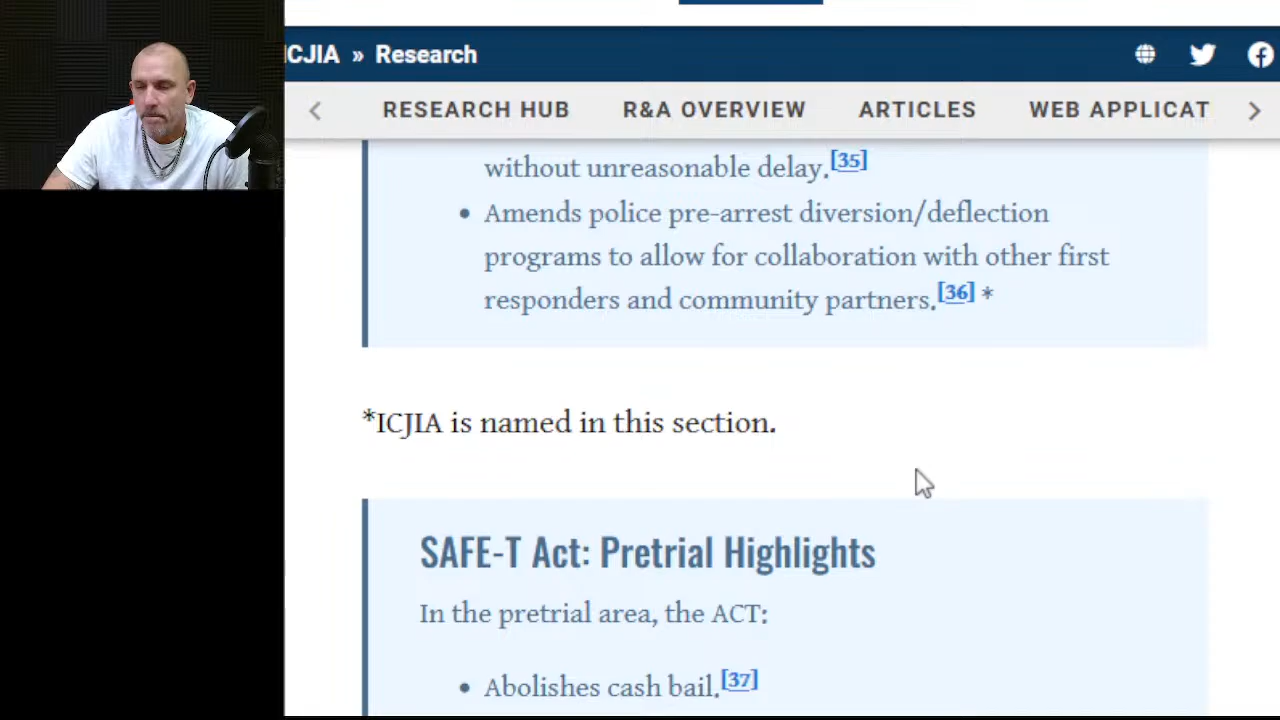 ICJIA » Research
RESEARCH HUB R&A OVERVIEW ARTICLES WEB APPLICAT
without unreasonable delay.[35]
• Amends police pre-arrest diversion/deflection
programs to allow for collaboration with other first
responders and community partners.[36] *
*ICJIA is named in this section.
SAFE-T Act: Pretrial Highlights
In the pretrial area, the ACT:
• Abolishes cash bail.[37]